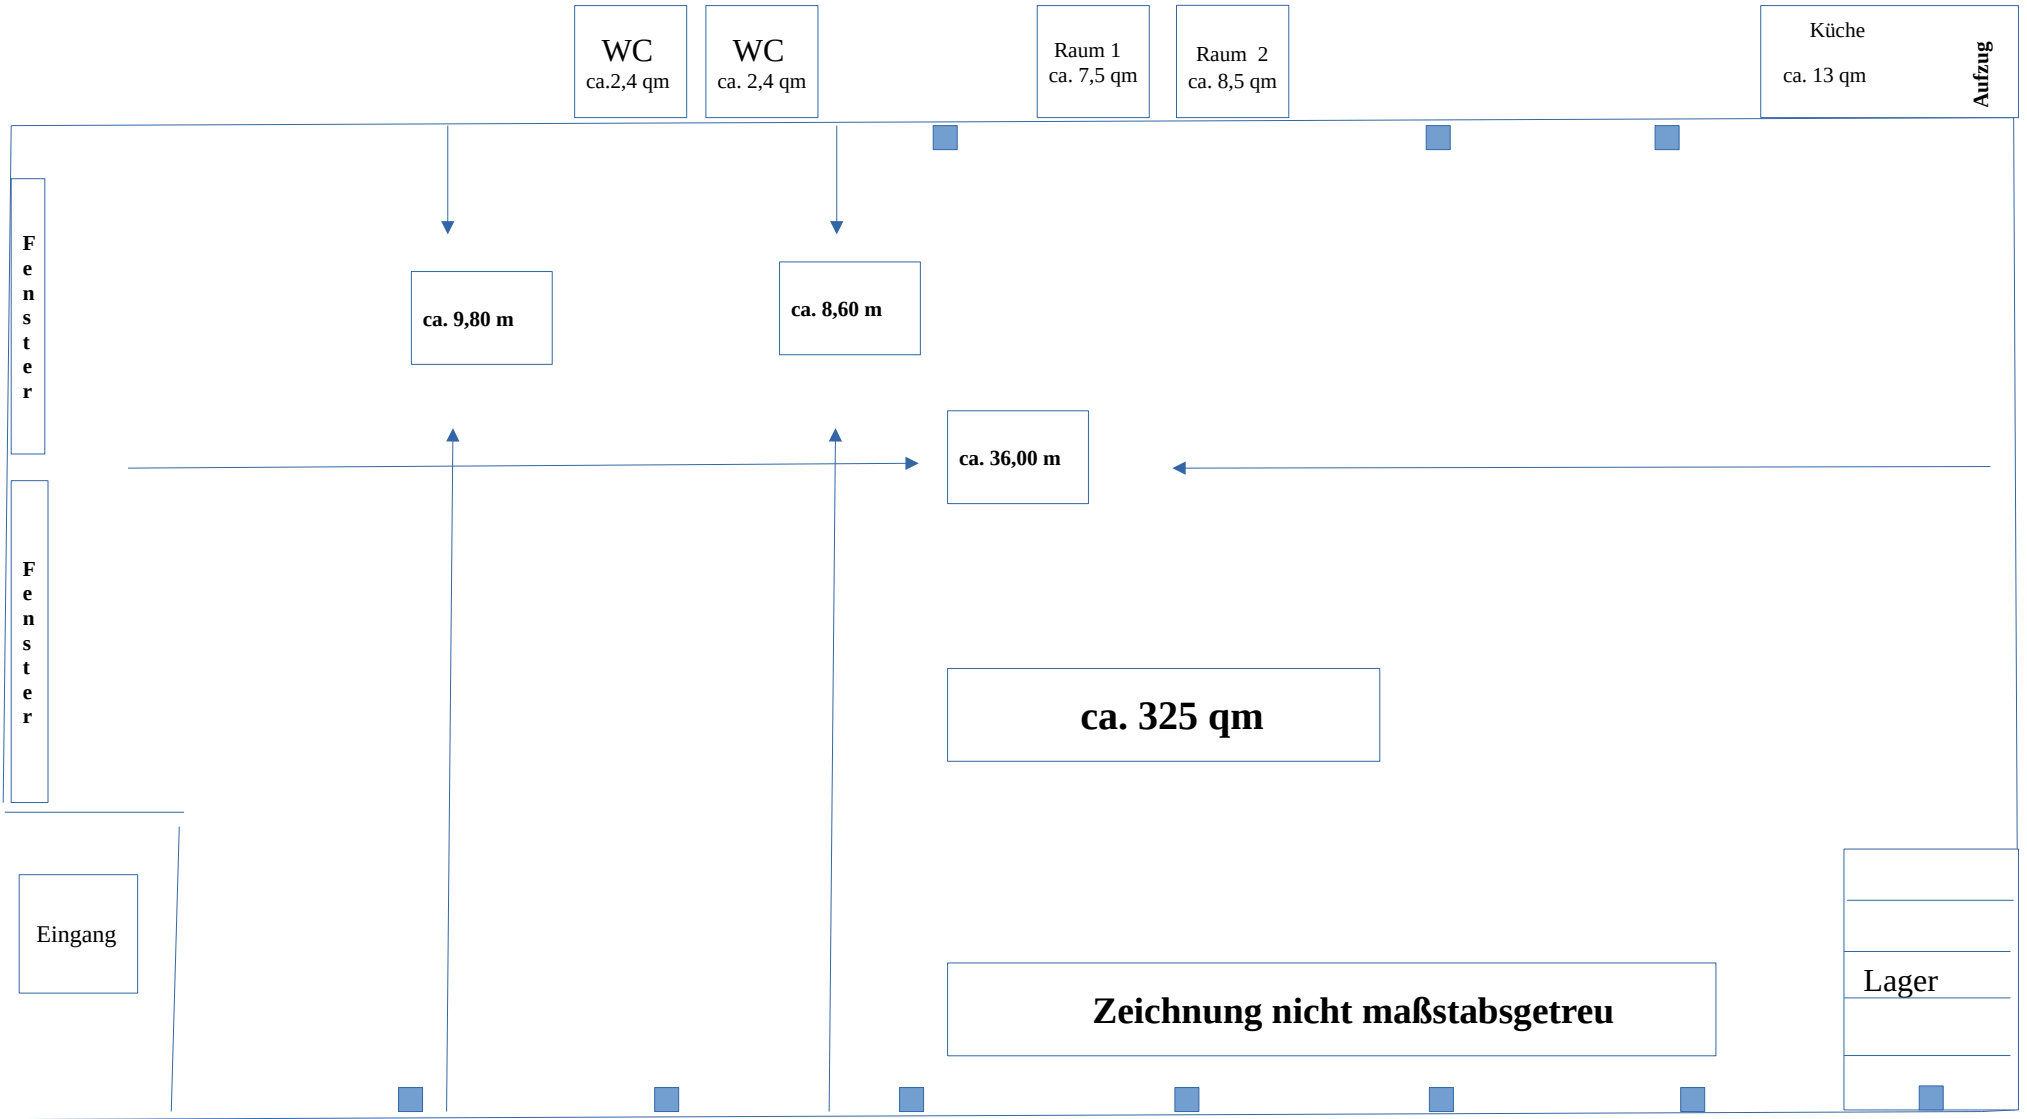 WC
ca.2,4 qm
WC
ca. 2,4 qm
Raum 1
ca. 7,5 qm
Raum 2
ca. 8,5 qm
Küche
ca. 13 qm
Aufzug
Fenster
ca. 9,80 m
ca. 8,60 m
ca. 36,00 m
Fenster
ca. 325 qm
Eingang
Lager
Zeichnung nicht maßstabsgetreu